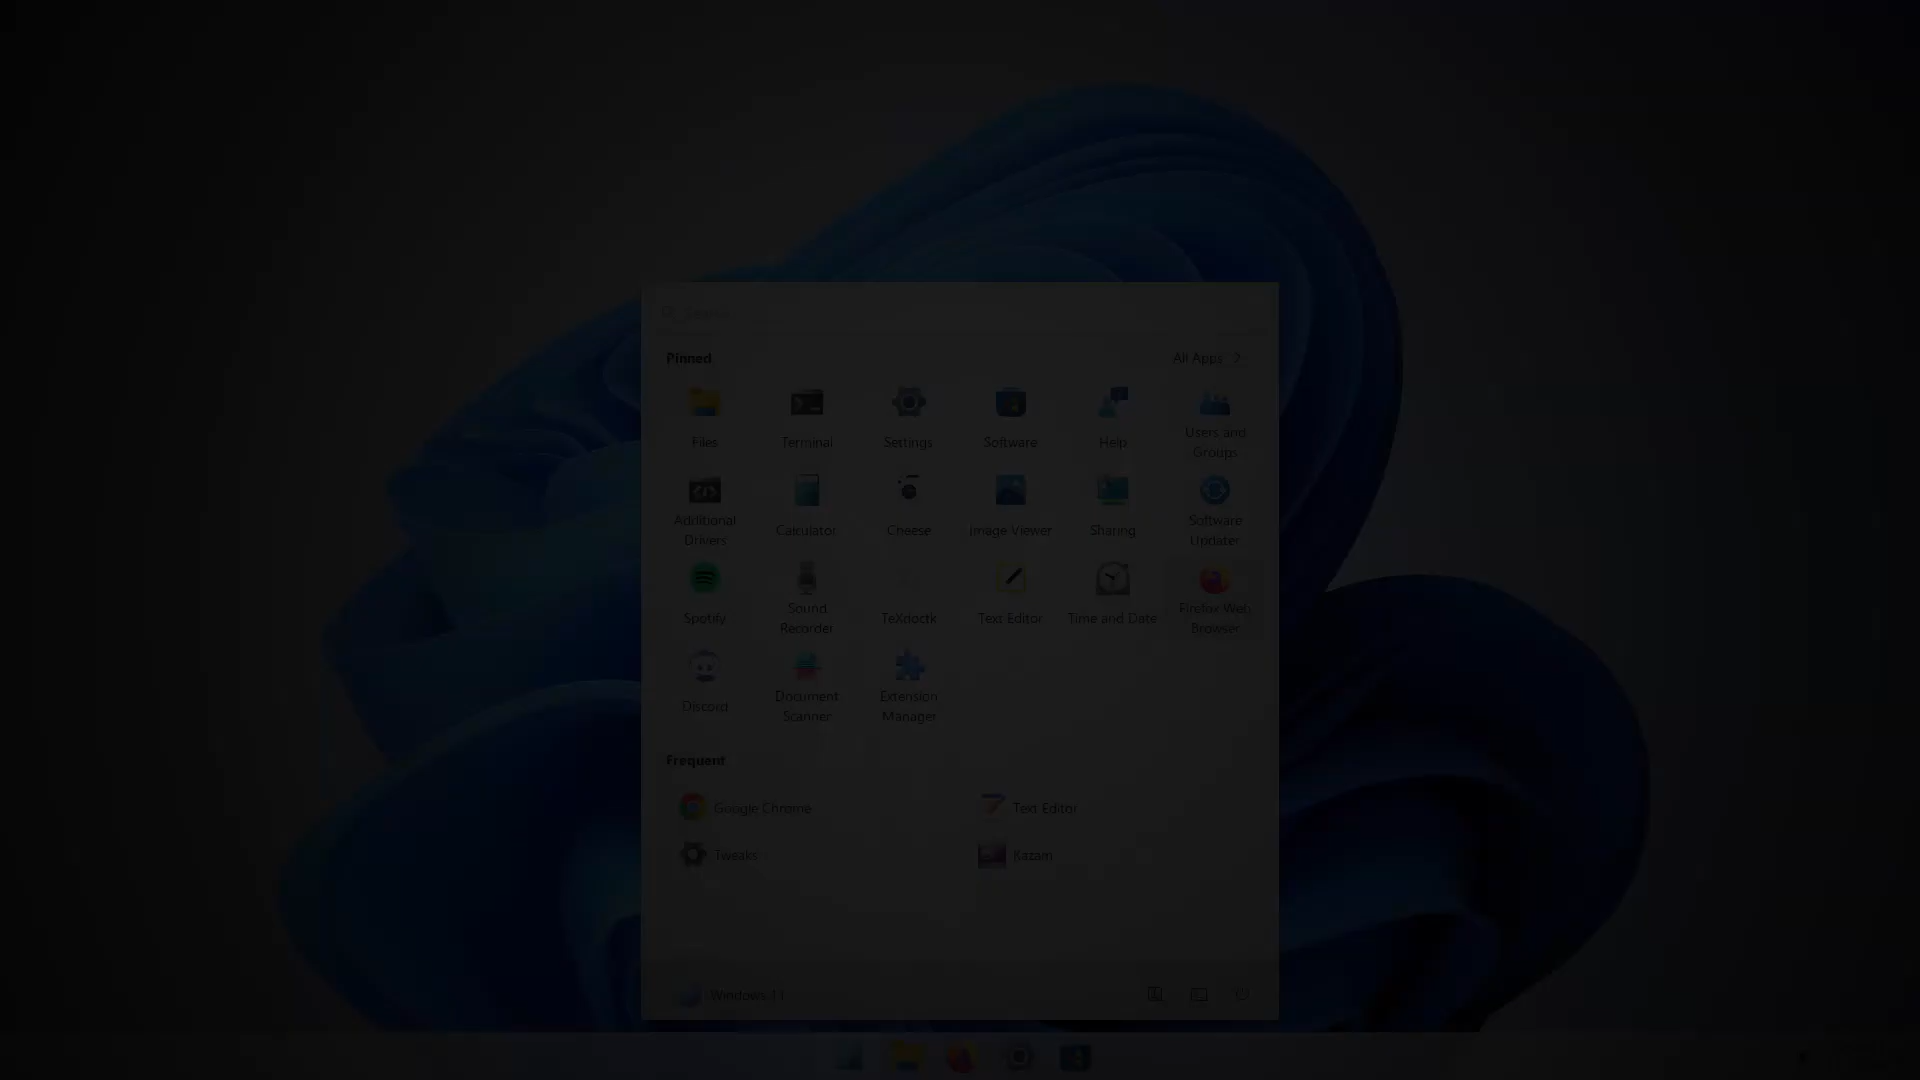 Pinned
All Apps
Files
Terminal
Settings
Software
Help
Users and
Groups
Additional
Drivers
Calculator
Cheese
Image Viewer
Sharing
Software
Updater
Spotify
Sound
Recorder
TeXdoctk
Text Editor
Time and Date
Firefox Web
Browser
Discord
Document
Scanner
Extension
Manager
Frequent
Google Chrome
Text Editor
Tweaks
Kazam
Windows 11